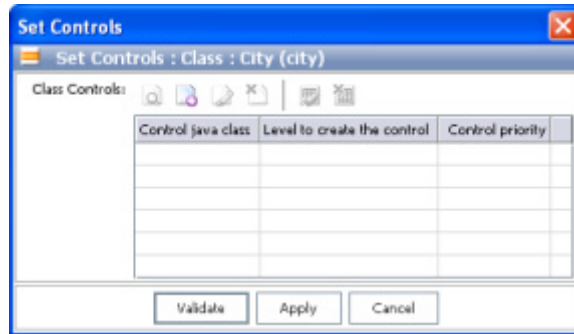 Set Controls
Set Controls : Class : City (city)
Class Controls:
Control java class Level to create the control Control priority
Validate Apply Cancel